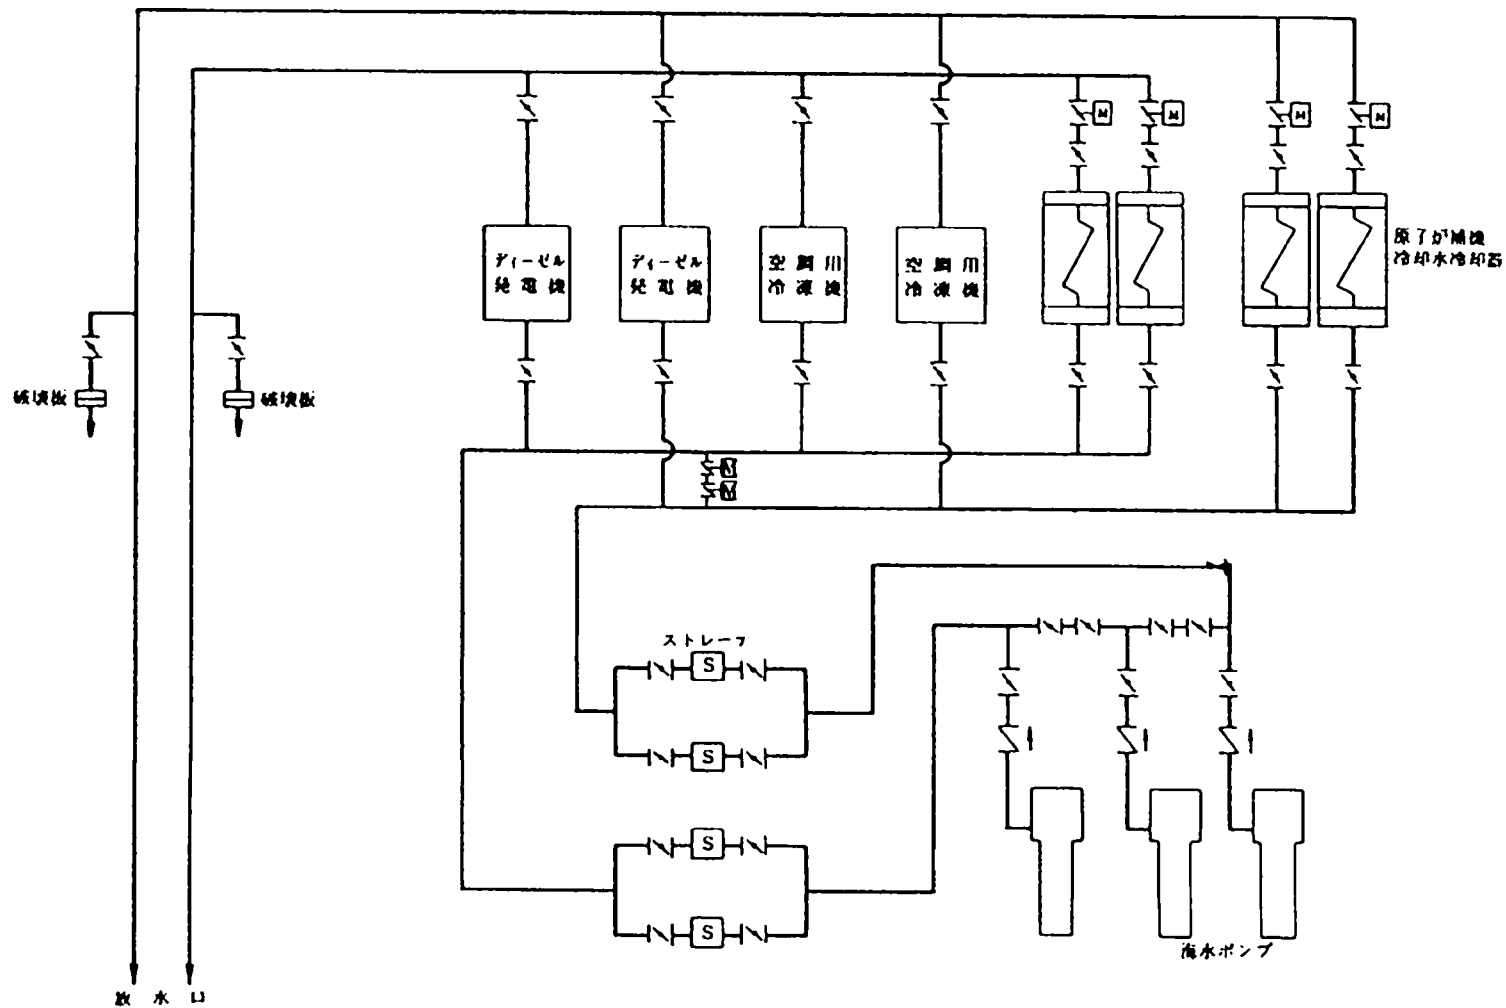 M
M
M
M
ディーゼル
発電機
ディーゼル
発電機
空調用
冷凍機
空調用
冷凍機
原子炉補機
冷却水冷却器
破壊板
破壊板
M
M
ストレーナ
S
S
S
S
海水ポンプ
放水口